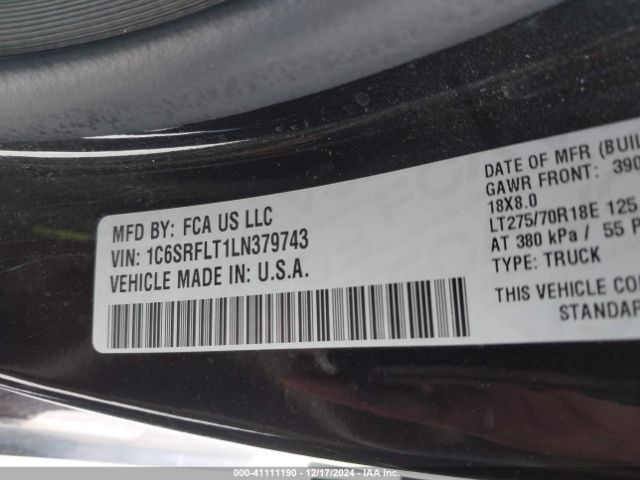 MFD BY: FCA US LLC
VIN: 1C6SRFLT1LN379743
VEHICLE MADE IN: U.S.A.
DATE OF MFR (BUIL
GAWR FRONT: 390
18X8.0
LT275/70R18E 125
AT 380 kPa / 55 P
TYPE: TRUCK
THIS VEHICLE CON
STANDAR
000-41111190 - 12/17/2024 - IAA Inc.